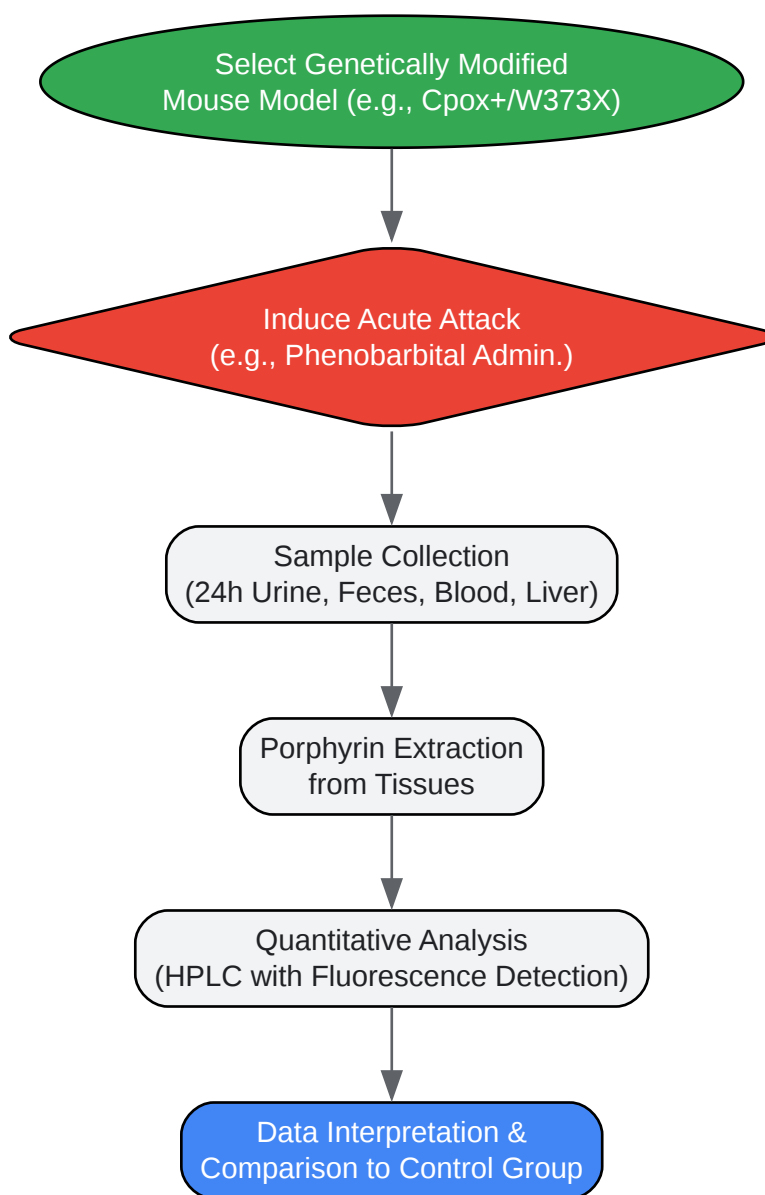 Select Genetically Modified
Mouse Model (e.g., Cpox+/W373X)
Induce Acute Attack
(e.g., Phenobarbital Admin.)
Sample Collection
(24h Urine, Feces, Blood, Liver)
Porphyrin Extraction
from Tissues
Quantitative Analysis
(HPLC with Fluorescence Detection)
Data Interpretation &
Comparison to Control Group